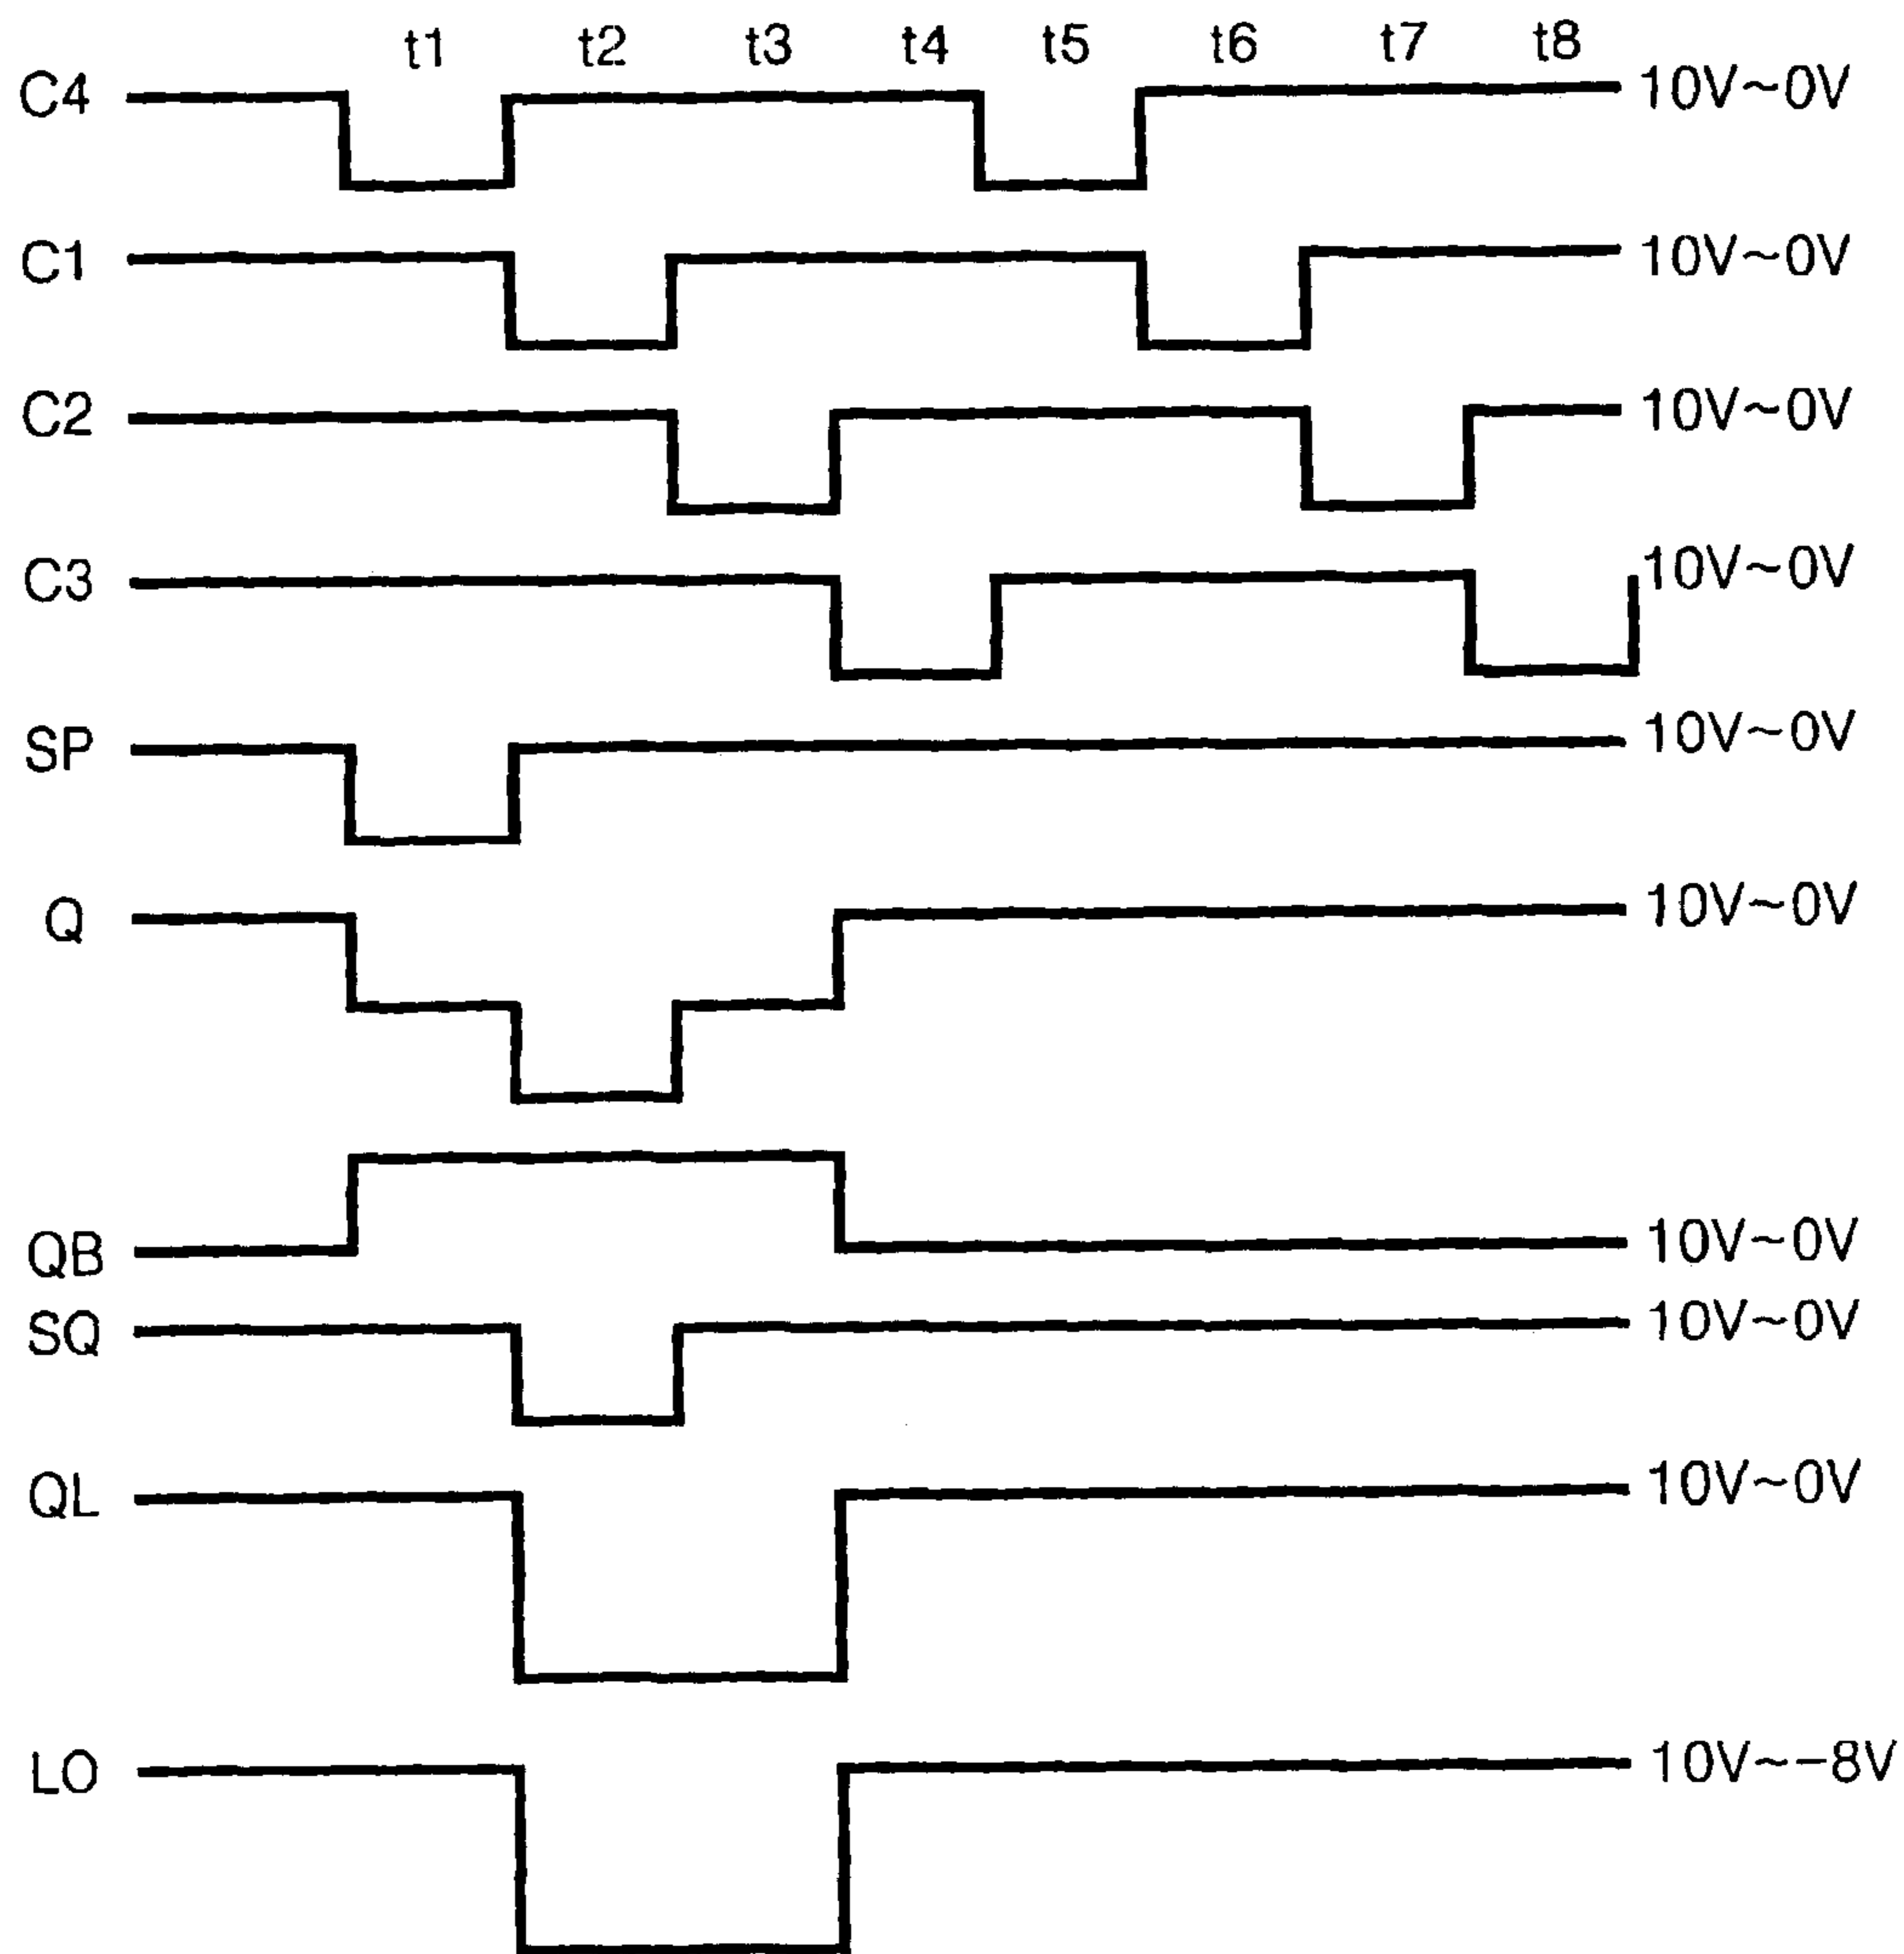 t1 t2 t3 t4 t5 t6 t7 t8
C4 10V~0V
C1 10V~0V
C2 10V~0V
C3 10V~0V
SP 10V~0V
Q 10V~0V
QB 10V~0V
SQ 10V~0V
QL 10V~0V
LO 10V~-8V